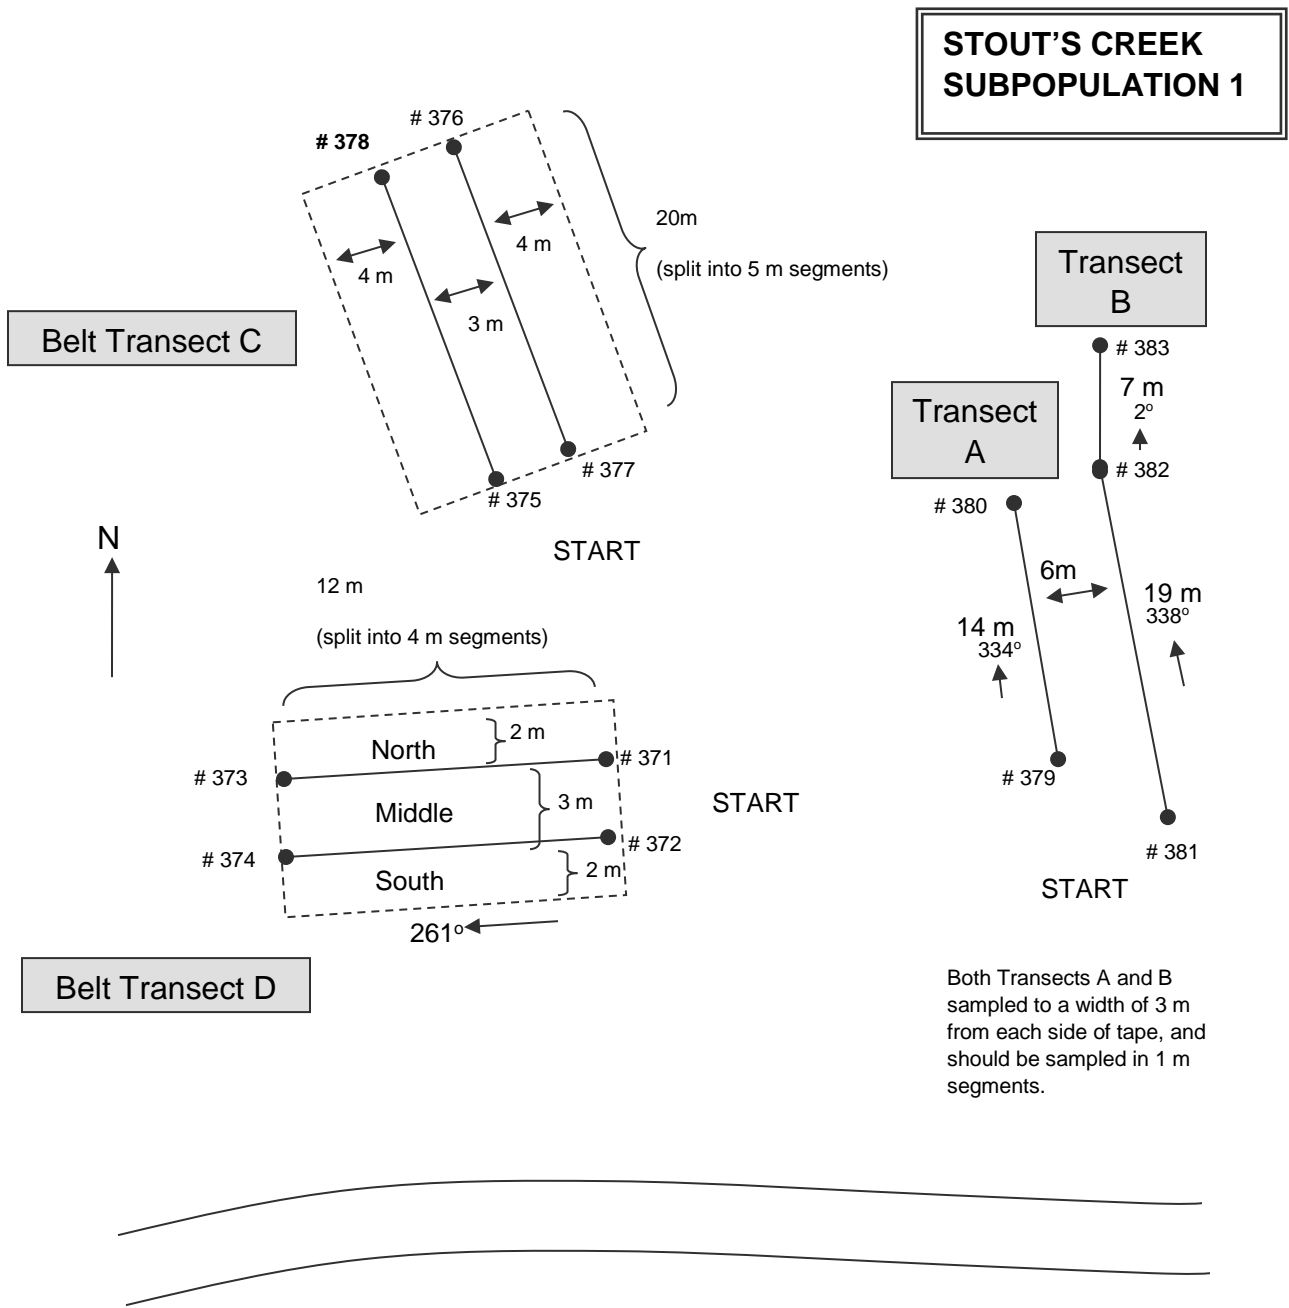 STOUT'S CREEK
SUBPOPULATION 1
# 376
# 378
20m
4 m
(split into 5 m segments)
4 m
3 m
Belt Transect C
# 377
# 375
START
Transect
B
# 383
7 m
2º
# 382
Transect
A
# 380
6m
19 m
338º
14 m
334º
# 379
# 381
START
N
12 m
(split into 4 m segments)
North
2 m
# 371
# 373
Middle
3 m
START
# 372
# 374
South
2 m
261º
Belt Transect D
Both Transects A and B
sampled to a width of 3 m
from each side of tape, and
should be sampled in 1 m
segments.